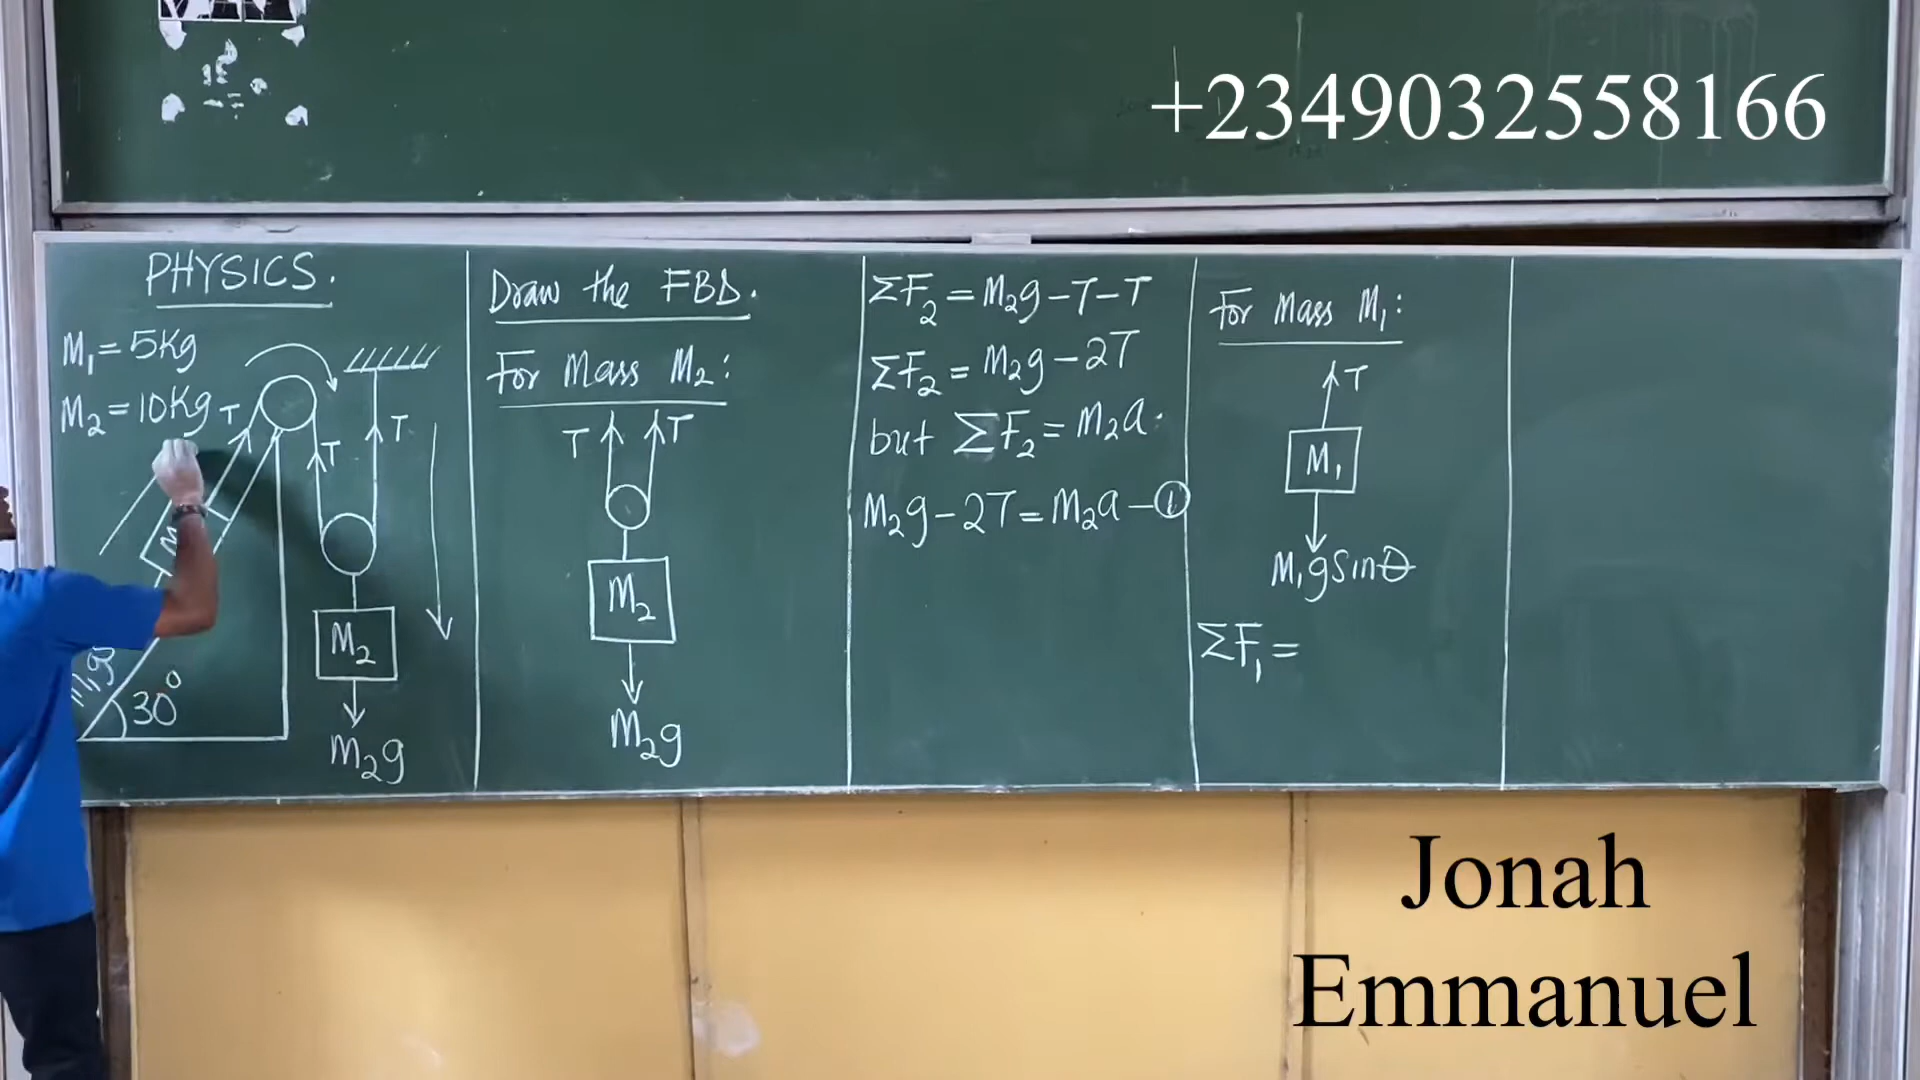 +2349032558166
PHYSICS.
M₁ = 5Kg
M₂ = 10Kg
T
T
T
M₂
M₁g
30°
M₂g
Draw the FBD.
For Mass M₂:
T
T
M₂
M₂g
ΣF₂ = M₂g - T - T
ΣF₂ = M₂g - 2T
but ΣF₂ = M₂a.
M₂g - 2T = M₂a - ①
For Mass M₁:
T
M₁
M₁gsinθ
ΣF₁ =
Jonah
Emmanuel